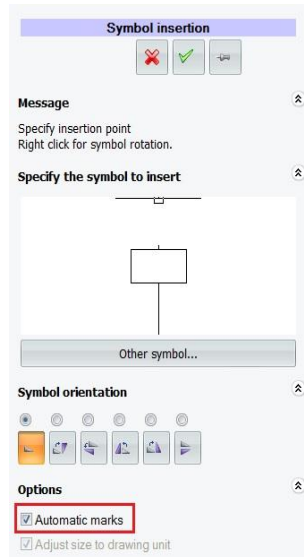 Symbol insertion
Message
Specify insertion point
Right click for symbol rotation.
Specify the symbol to insert
Other symbol...
Symbol orientation
Options
Automatic marks
Adjust size to drawing unit